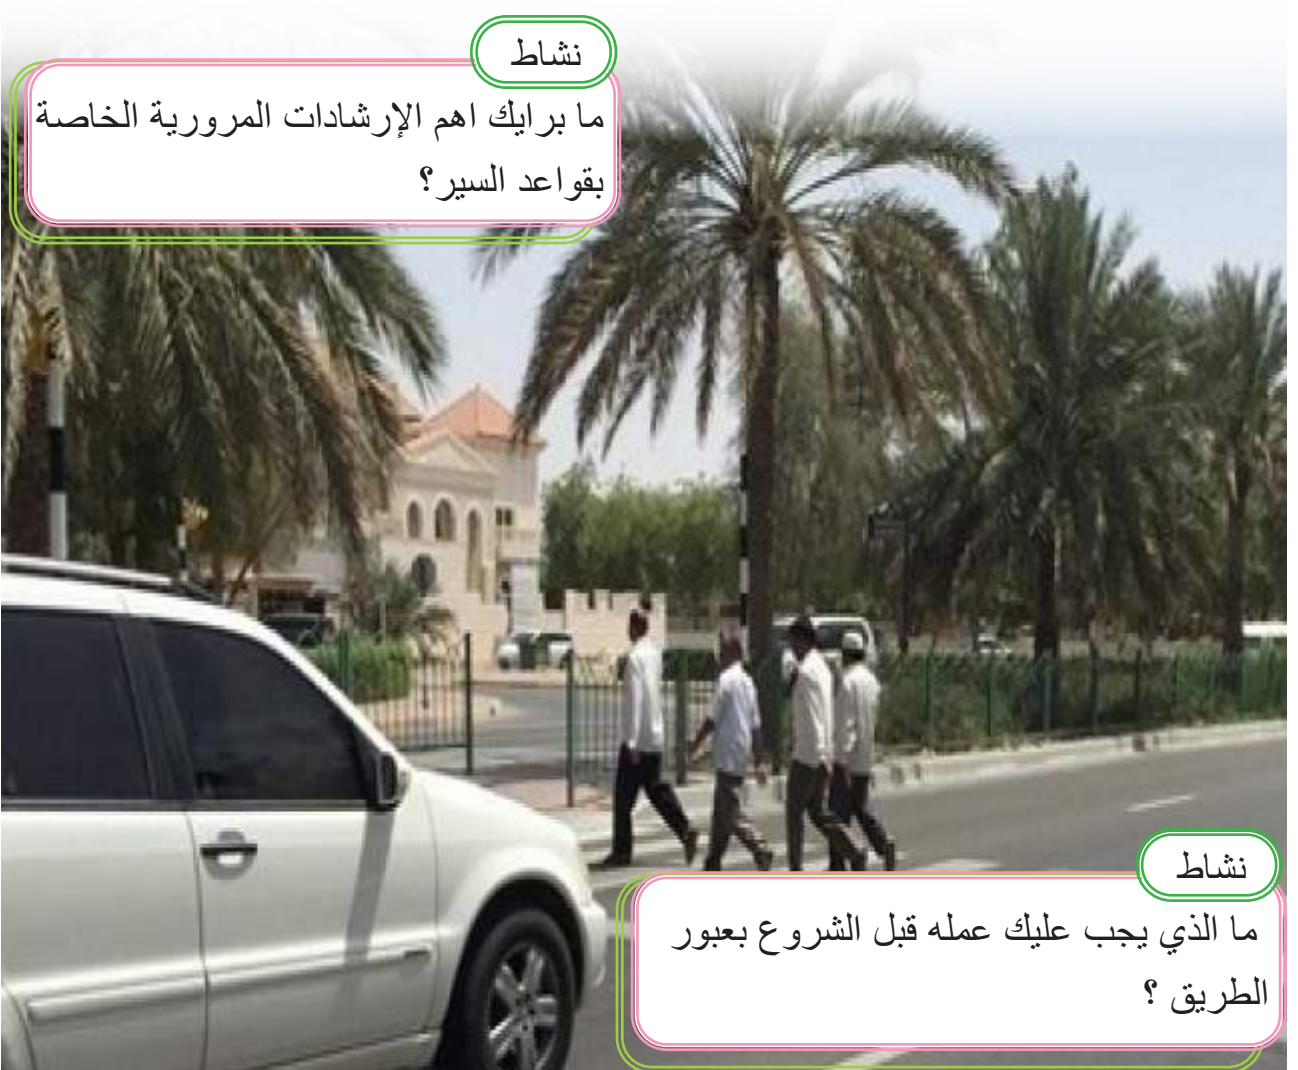 نشاط
ما برايك اهم الإرشادات المرورية الخاصة
بقواعد السير؟
نشاط
ما الذي يجب عليك عمله قبل الشروع بعبور
الطريق ؟